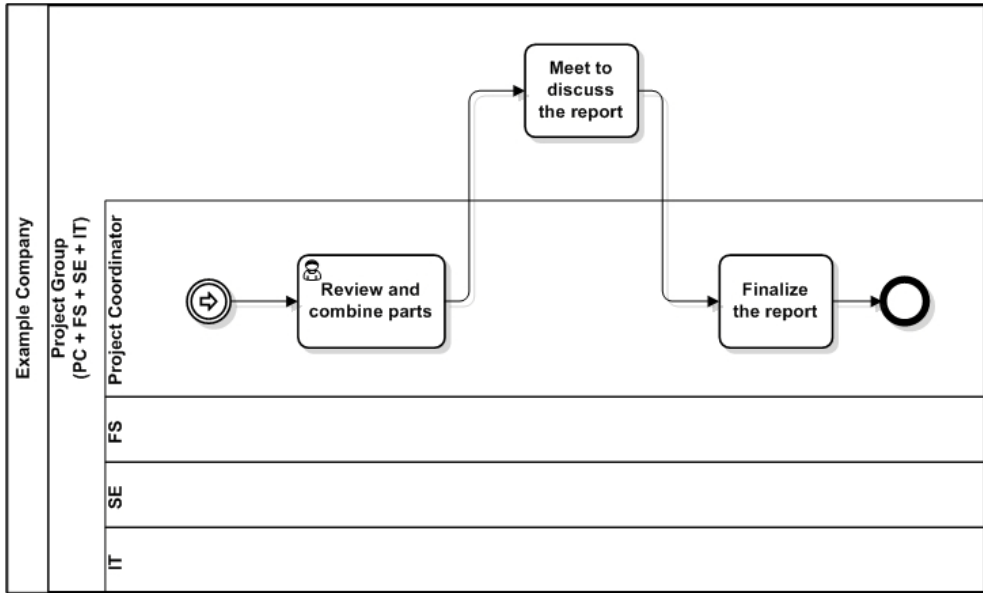 Example Company
Project Group
(PC + FS + SE + IT)
Project Coordinator
FS
SE
IT
Review and
combine parts
Meet to
discuss
the report
Finalize
the report